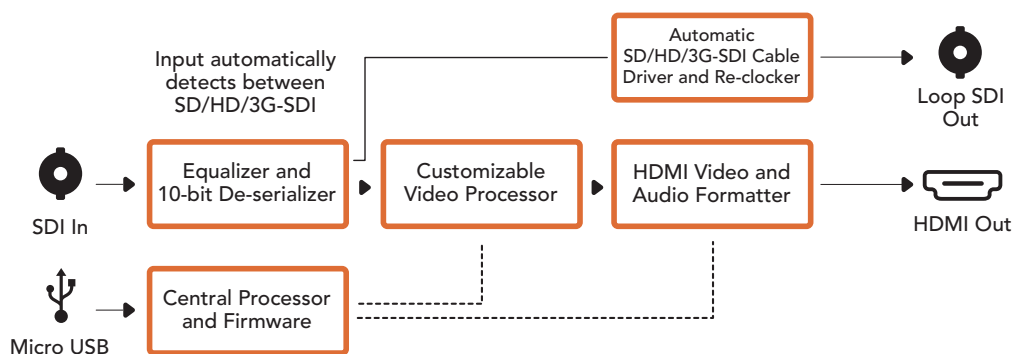 Input automatically
detects between
SD/HD/3G-SDI
Automatic
SD/HD/3G-SDI Cable
Driver and Re-clocker
Loop SDI
Out
SDI In
Equalizer and
10-bit De-serializer
Customizable
Video Processor
HDMI Video and
Audio Formatter
HDMI Out
Micro USB
Central Processor
and Firmware